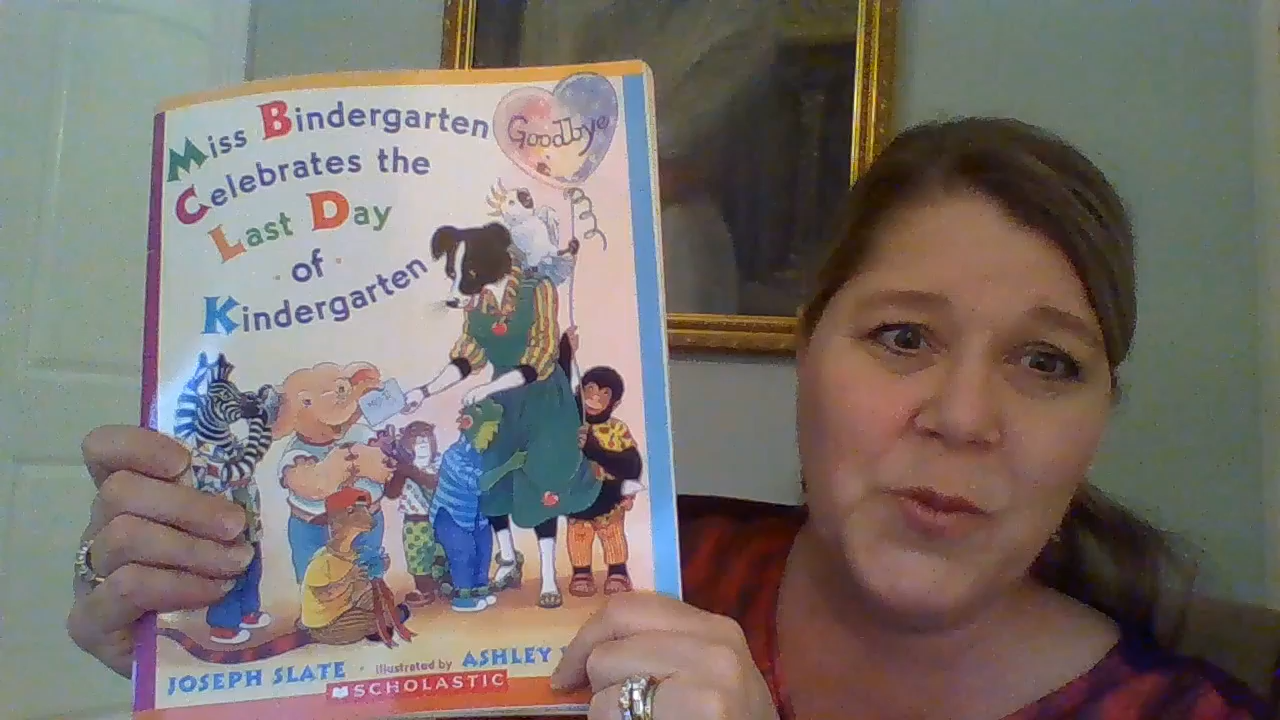 Miss Bindergarten
Goodbye
Celebrates the
Last Day
· of ·
Kindergarten
JOSEPH SLATE · illustrated by ASHLEY
SCHOLASTIC